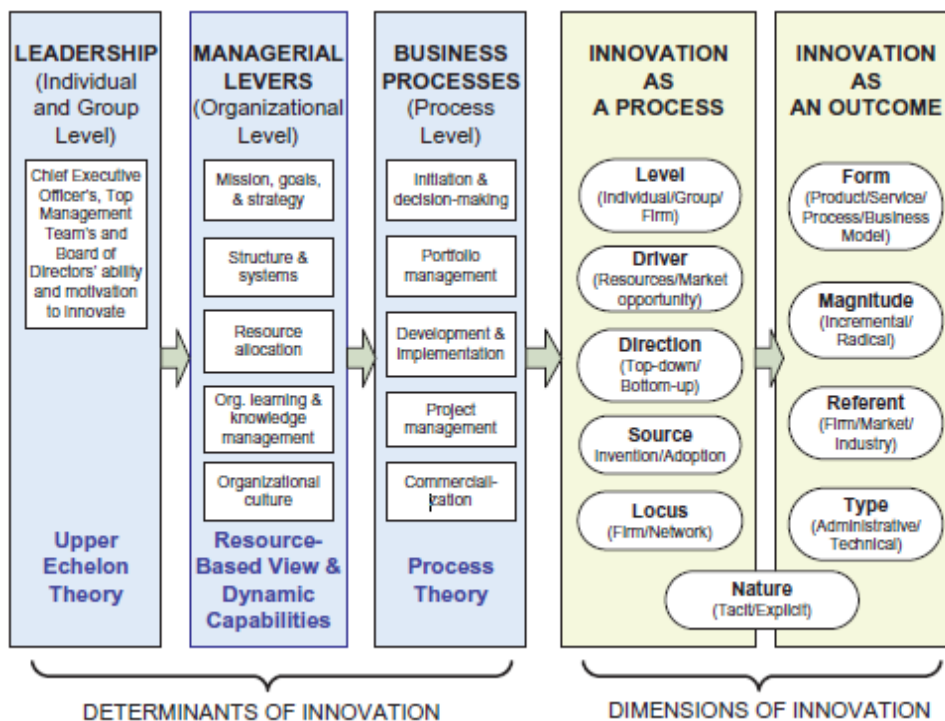 LEADERSHIP
(Individual
and Group
Level)
Chief Executive
Officer's, Top
Management
Team's and
Board of
Directors' ability
and motivation
to Innovate
Upper
Echelon
Theory
MANAGERIAL
LEVERS
(Organizational
Level)
Mission, goals,
& strategy
Structure &
systems
Resource
allocation
Org. learning &
knowledge
management
Organizational
culture
Resource-
Based View &
Dynamic
Capabilities
BUSINESS
PROCESSES
(Process
Level)
Initiation &
decision-making
Portfolio
management
Development &
Implementation
Project
management
Commerciali-
zation
Process
Theory
INNOVATION
AS
A PROCESS
Level
(Individual/Group/
Firm)
Driver
(Resources/Market
opportunity)
Direction
(Top-down/
Bottom-up)
Source
Invention/Adoption
Locus
(Firm/Network)
INNOVATION
AS
AN OUTCOME
Form
(Product/Service/
Process/Business
Model)
Magnitude
(Incremental/
Radical)
Referent
(Firm/Market/
Industry)
Type
(Administrative/
Technical)
Nature
(Tacit/Explicit)
DETERMINANTS OF INNOVATION
DIMENSIONS OF INNOVATION